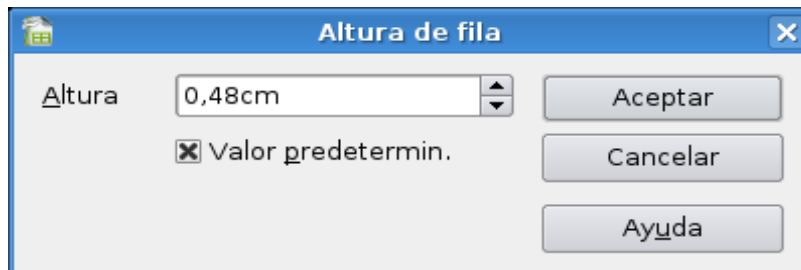 Altura de fila
Altura 0,48cm Aceptar
Valor predetermin. Cancelar
Ayuda